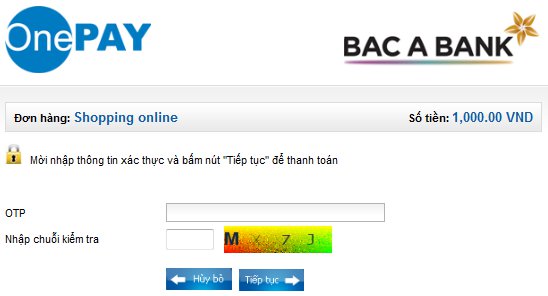 OnePAY
BAC A BANK
Đơn hàng: Shopping online Số tiền: 1,000.00 VND
Mời nhập thông tin xác thực và bấm nút "Tiếp tục" để thanh toán
OTP
Nhập chuỗi kiểm tra M x 7 J
Hủy bỏ Tiếp tục